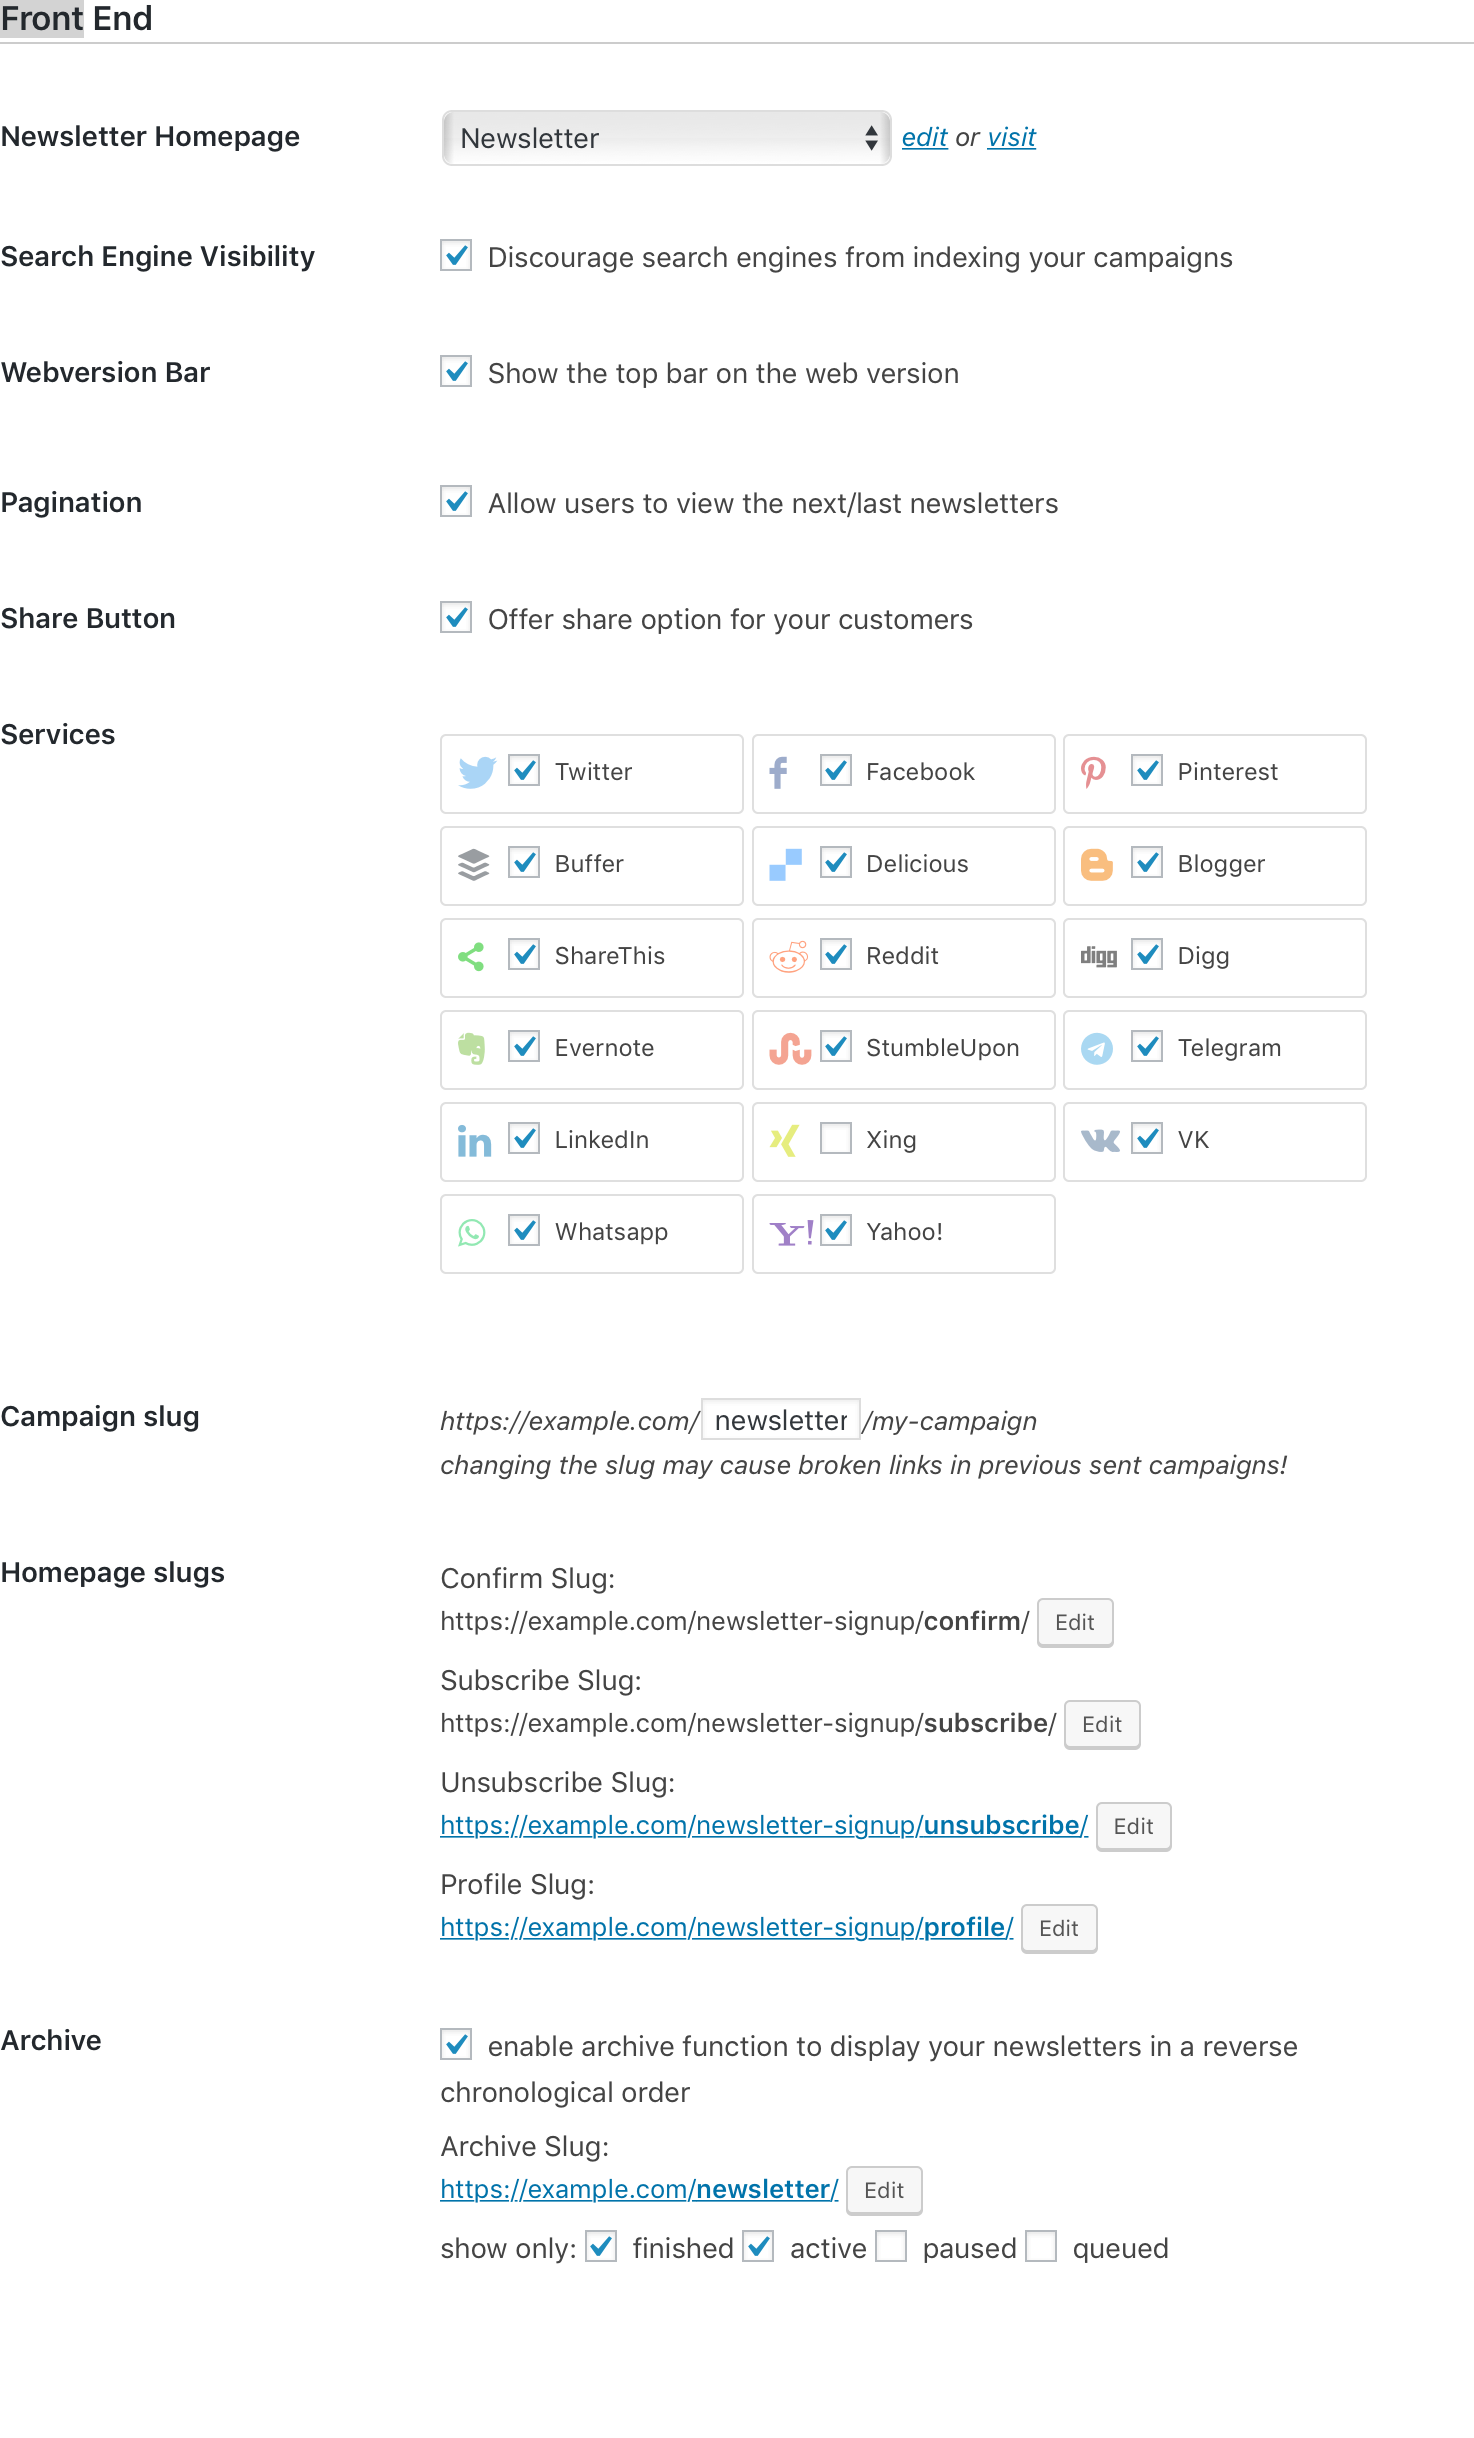 Front End
Newsletter Homepage Newsletter edit or visit
Search Engine Visibility Discourage search engines from indexing your campaigns
Webversion Bar Show the top bar on the web version
Pagination Allow users to view the next/last newsletters
Share Button Offer share option for your customers
Services
Twitter Facebook Pinterest
Buffer Delicious Blogger
ShareThis Reddit digg Digg
Evernote StumbleUpon Telegram
in LinkedIn Xing VK
Whatsapp Y! Yahoo!
Campaign slug https://example.com/ newsletter /my-campaign
changing the slug may cause broken links in previous sent campaigns!
Homepage slugs Confirm Slug:
https://example.com/newsletter-signup/confirm/ Edit
Subscribe Slug:
https://example.com/newsletter-signup/subscribe/ Edit
Unsubscribe Slug:
https://example.com/newsletter-signup/unsubscribe/ Edit
Profile Slug:
https://example.com/newsletter-signup/profile/ Edit
Archive enable archive function to display your newsletters in a reverse
chronological order
Archive Slug:
https://example.com/newsletter/ Edit
show only: finished active paused queued